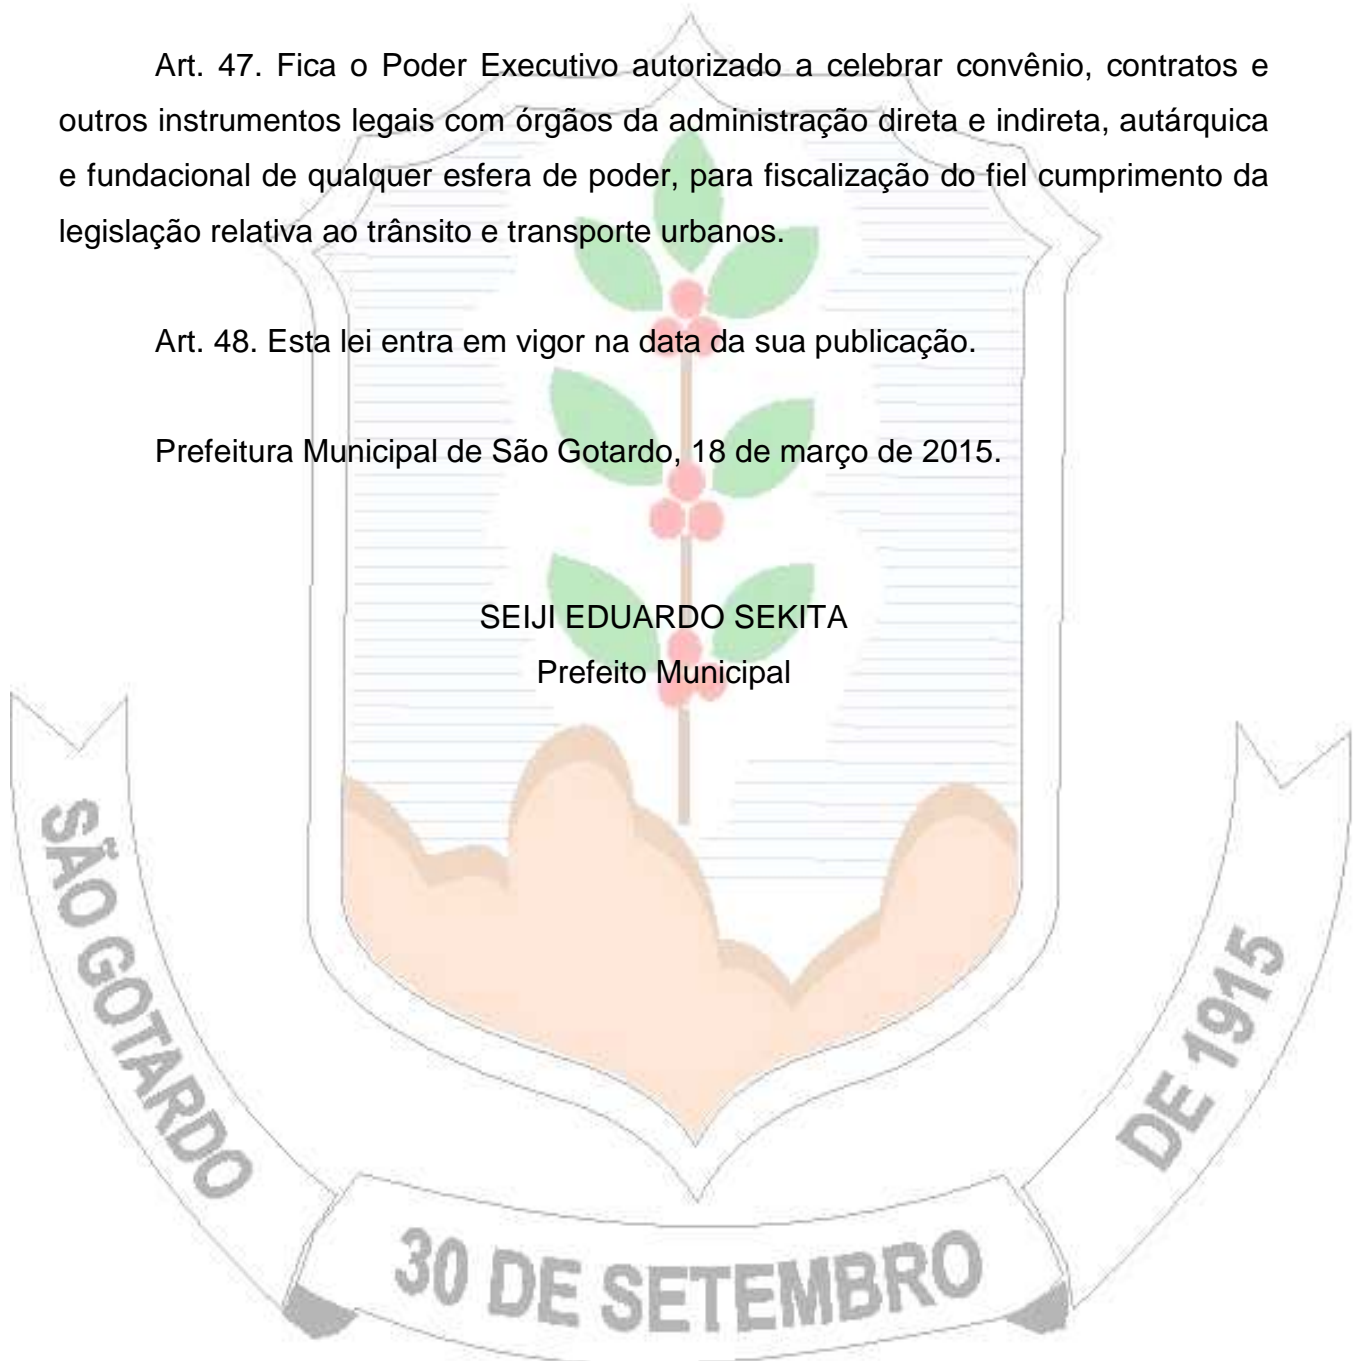 Art. 47. Fica o Poder Executivo autorizado a celebrar convênio, contratos e
outros instrumentos legais com órgãos da administração direta e indireta, autárquica
e fundacional de qualquer esfera de poder, para fiscalização do fiel cumprimento da
legislação relativa ao trânsito e transporte urbanos.
Art. 48. Esta lei entra em vigor na data da sua publicação.
Prefeitura Municipal de São Gotardo, 18 de março de 2015.
SEIJI EDUARDO SEKITA
Prefeito Municipal
SÃO GOTARDO
30 DE SETEMBRO
DE 1915